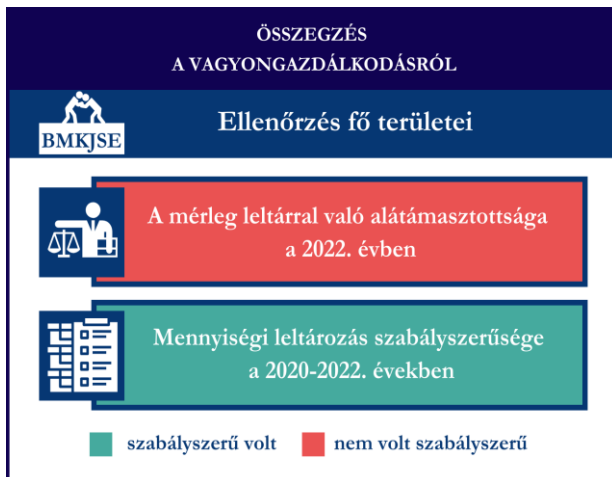 ÖSSZEGZÉS
A VAGYONGAZDÁLKODÁSRÓL
BMKJSE
Ellenőrzés fő területei
A mérleg leltárral való alátámasztottsága
a 2022. évben
Mennyiségi leltározás szabályszerűsége
a 2020-2022. években
szabályszerű volt
nem volt szabályszerű